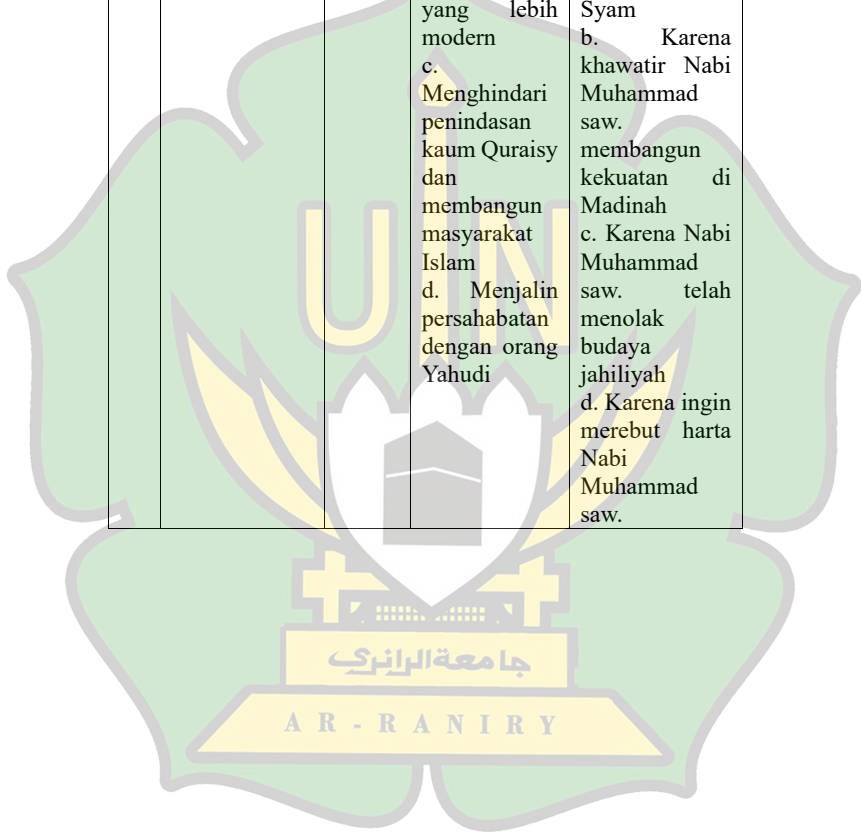 yang lebih
modern
c.
Menghindari
penindasan
kaum Quraisy
dan
membangun
masyarakat
Islam
d. Menjalin
persahabatan
dengan orang
Yahudi
Syam
b. Karena
khawatir Nabi
Muhammad
saw.
membangun
kekuatan di
Madinah
c. Karena Nabi
Muhammad
saw. telah
menolak
budaya
jahiliyah
d. Karena ingin
merebut harta
Nabi
Muhammad
saw.
UIN
جامعة الرانري
AR-RANIRY